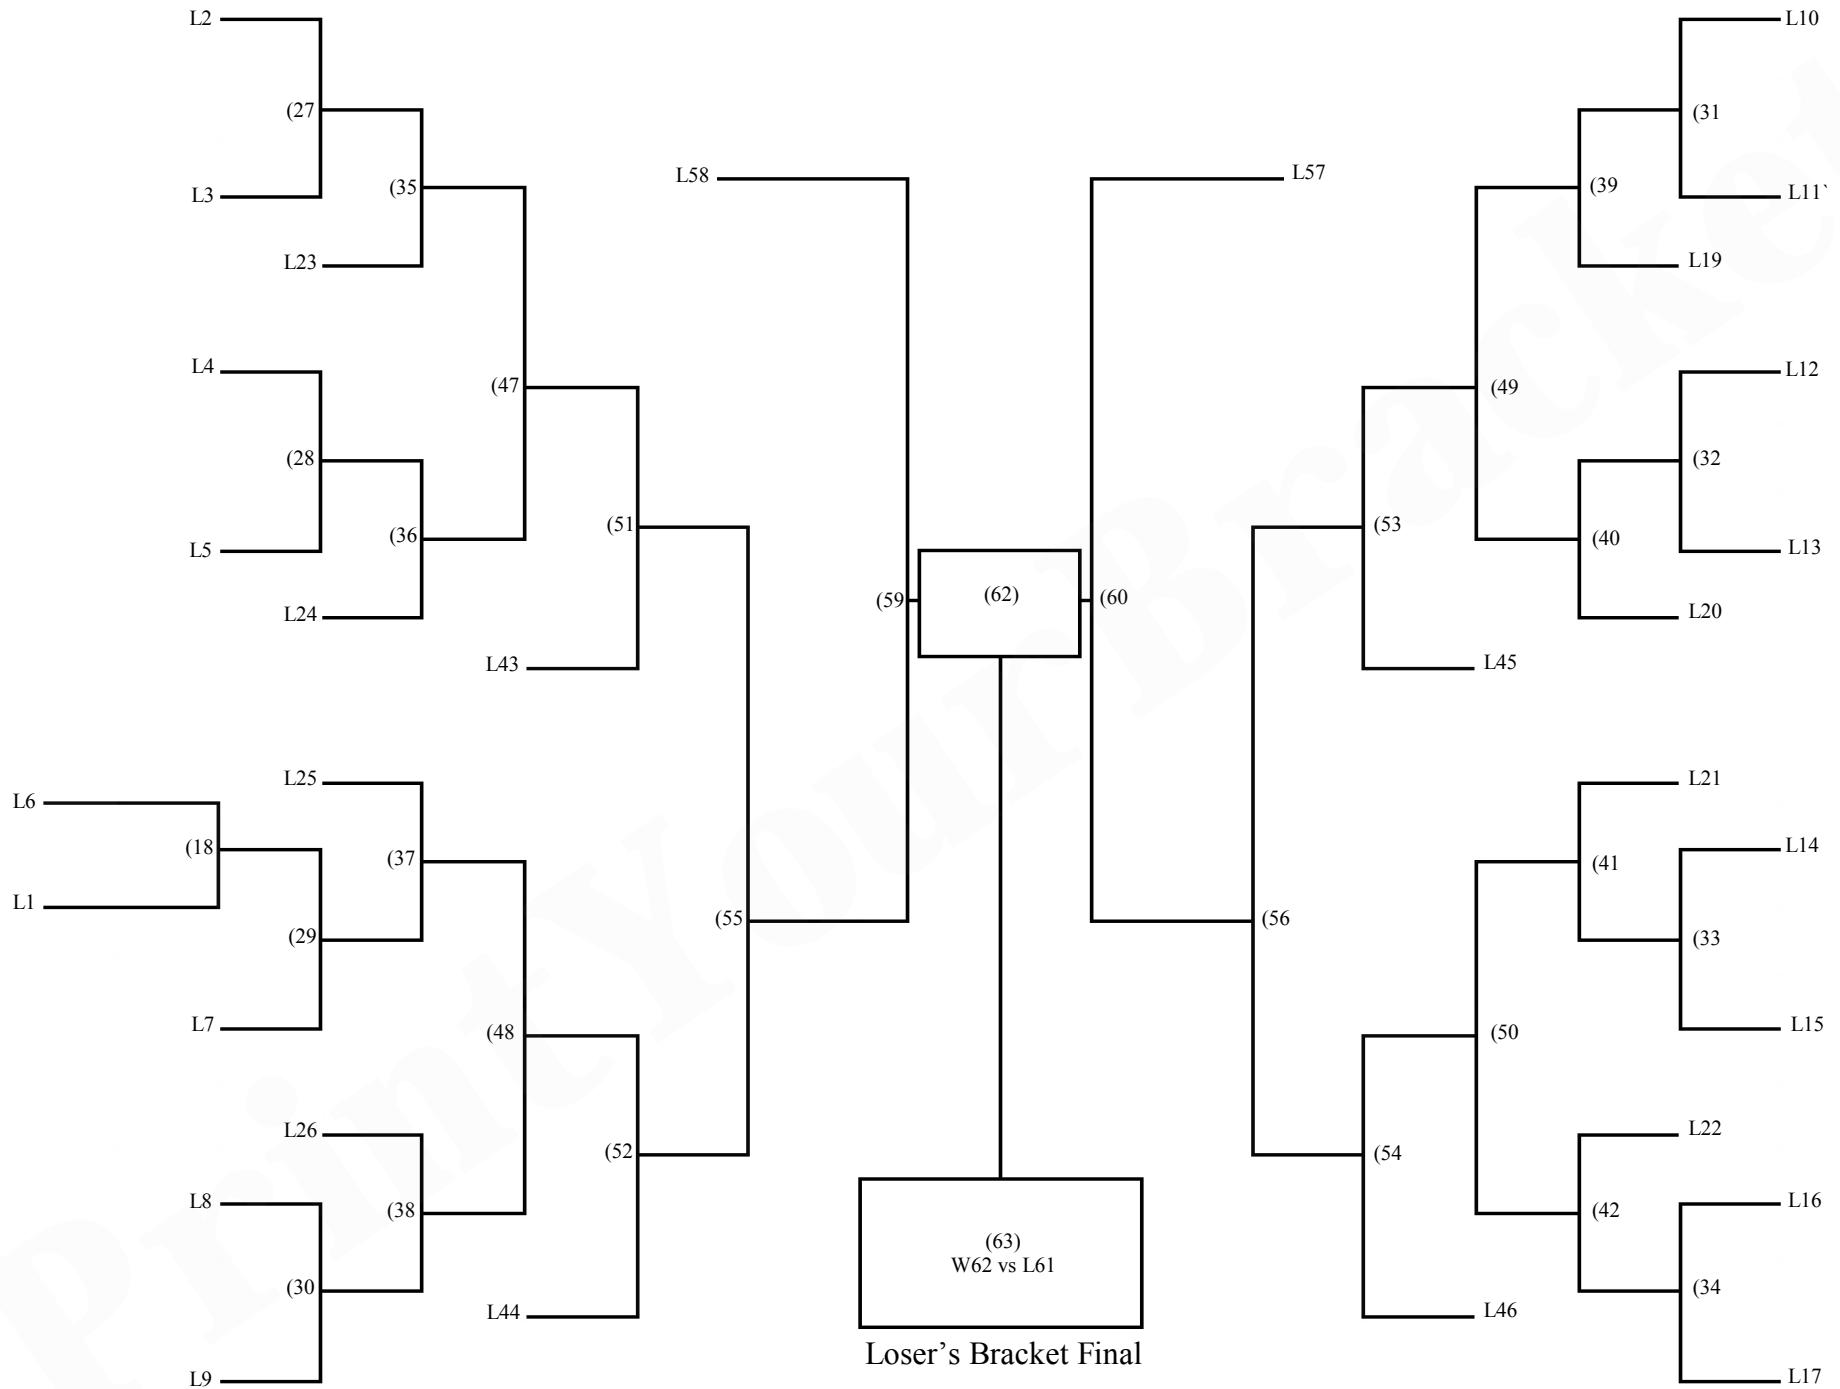 L2
L10
(27
(31
L3
L11`
(35
(39
L58
L57
L23
L19
L4
L12
(47
(49
(28
(32
(36
(40
L5
L13
(51
(53
L24
L20
(59
(62)
(60
L43
L45
L25
L21
L6
(18
(37
(41
L14
L1
(29
(33
(55
(56
L7
L15
(48
(50
L26
L22
(52
(54
L8
L16
(38
(42
(63)
W62 vs L61
(30
(34
L44
L46
Loser's Bracket Final
L9
L17
PrintYourBracket